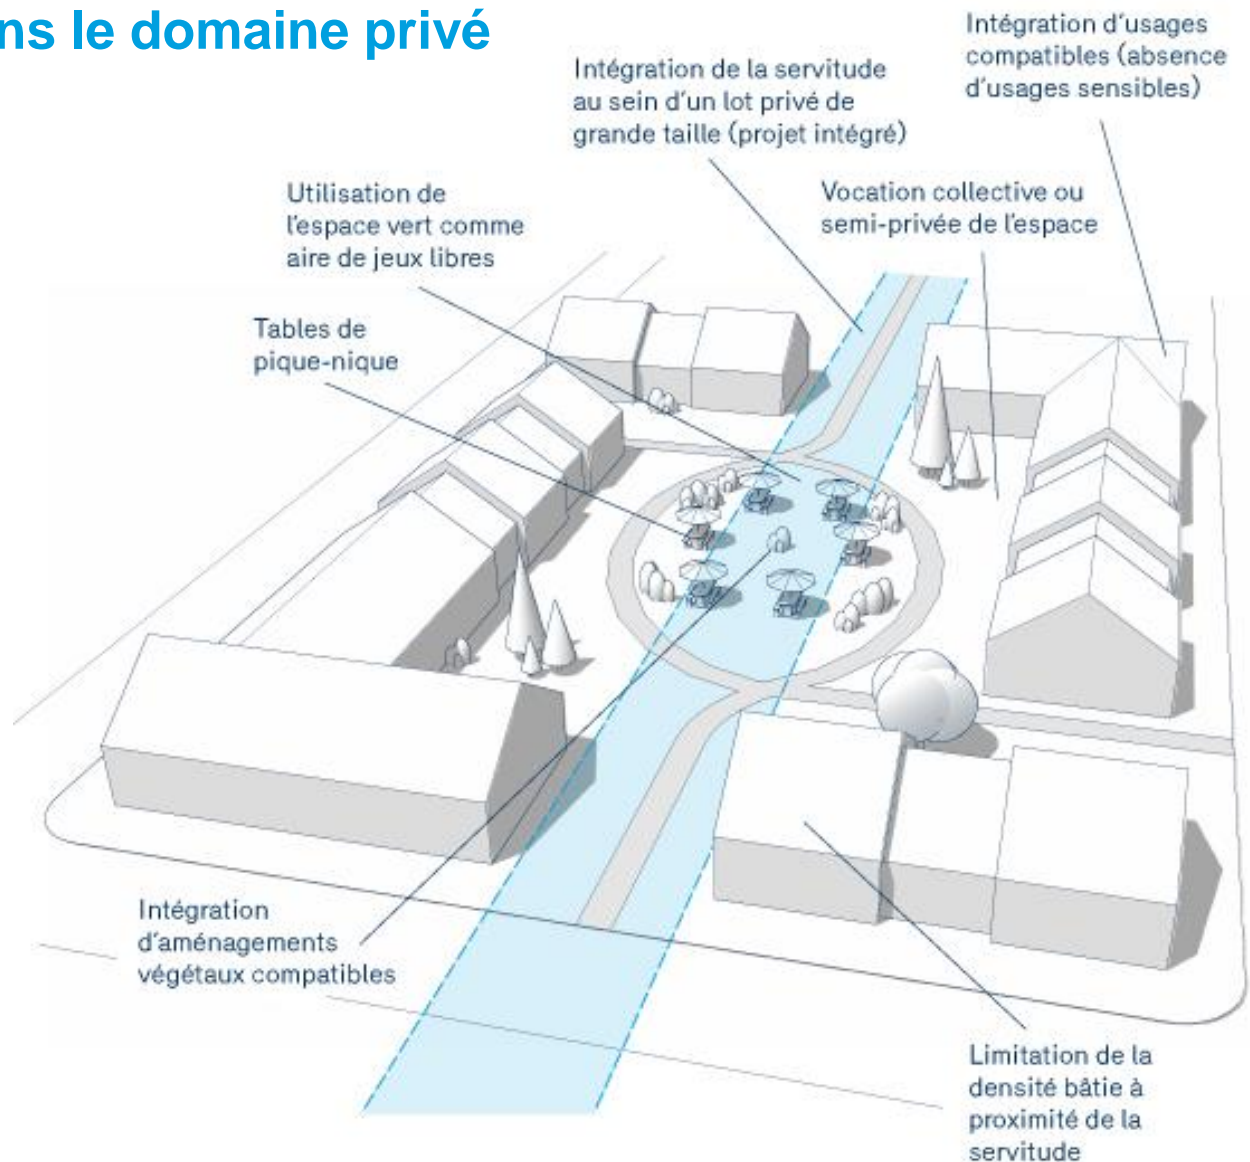 ns le domaine privé
Intégration d'usages
compatibles (absence
d'usages sensibles)
Intégration de la servitude
au sein d'un lot privé de
grande taille (projet intégré)
Vocation collective ou
semi-privée de l'espace
Utilisation de
l'espace vert comme
aire de jeux libres
Tables de
pique-nique
Intégration
d'aménagements
végétaux compatibles
Limitation de la
densité bâtie à
proximité de la
servitude